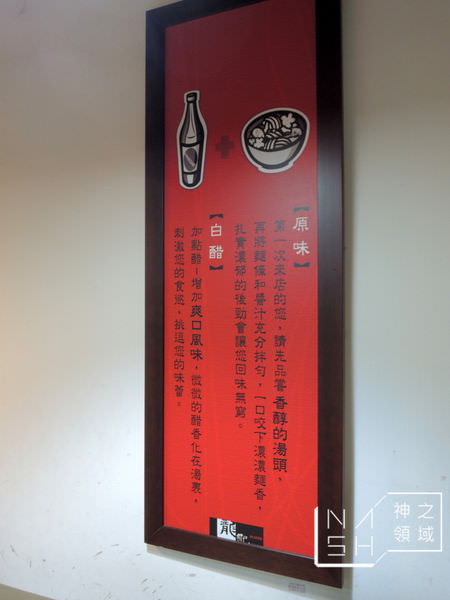 【原味】
第一次來店的您，請先品嘗香醇的湯頭，
再將麵條和醬汁充分拌勻，一口咬下濃濃麵香，
扎實濃郁的後勁會讓您回味無窮。
【白醋】
加點醋－增加爽口風味，微微的醋香化在湯裏，
刺激您的食慾，挑逗您的味蕾。
龍
NASH
神之
領域